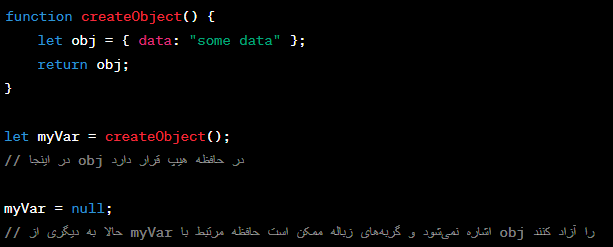 function createObject() {
let obj = { data: "some data" };
return obj;
}
let myVar = createObject();
// در اینجا obj در حافظه هیپ قرار دارد
myVar = null;
// حالا به دیگری از myVar اشاره نمی‌شود و گربه‌های زباله ممکن است حافظه مرتبط با obj را آزاد کنند